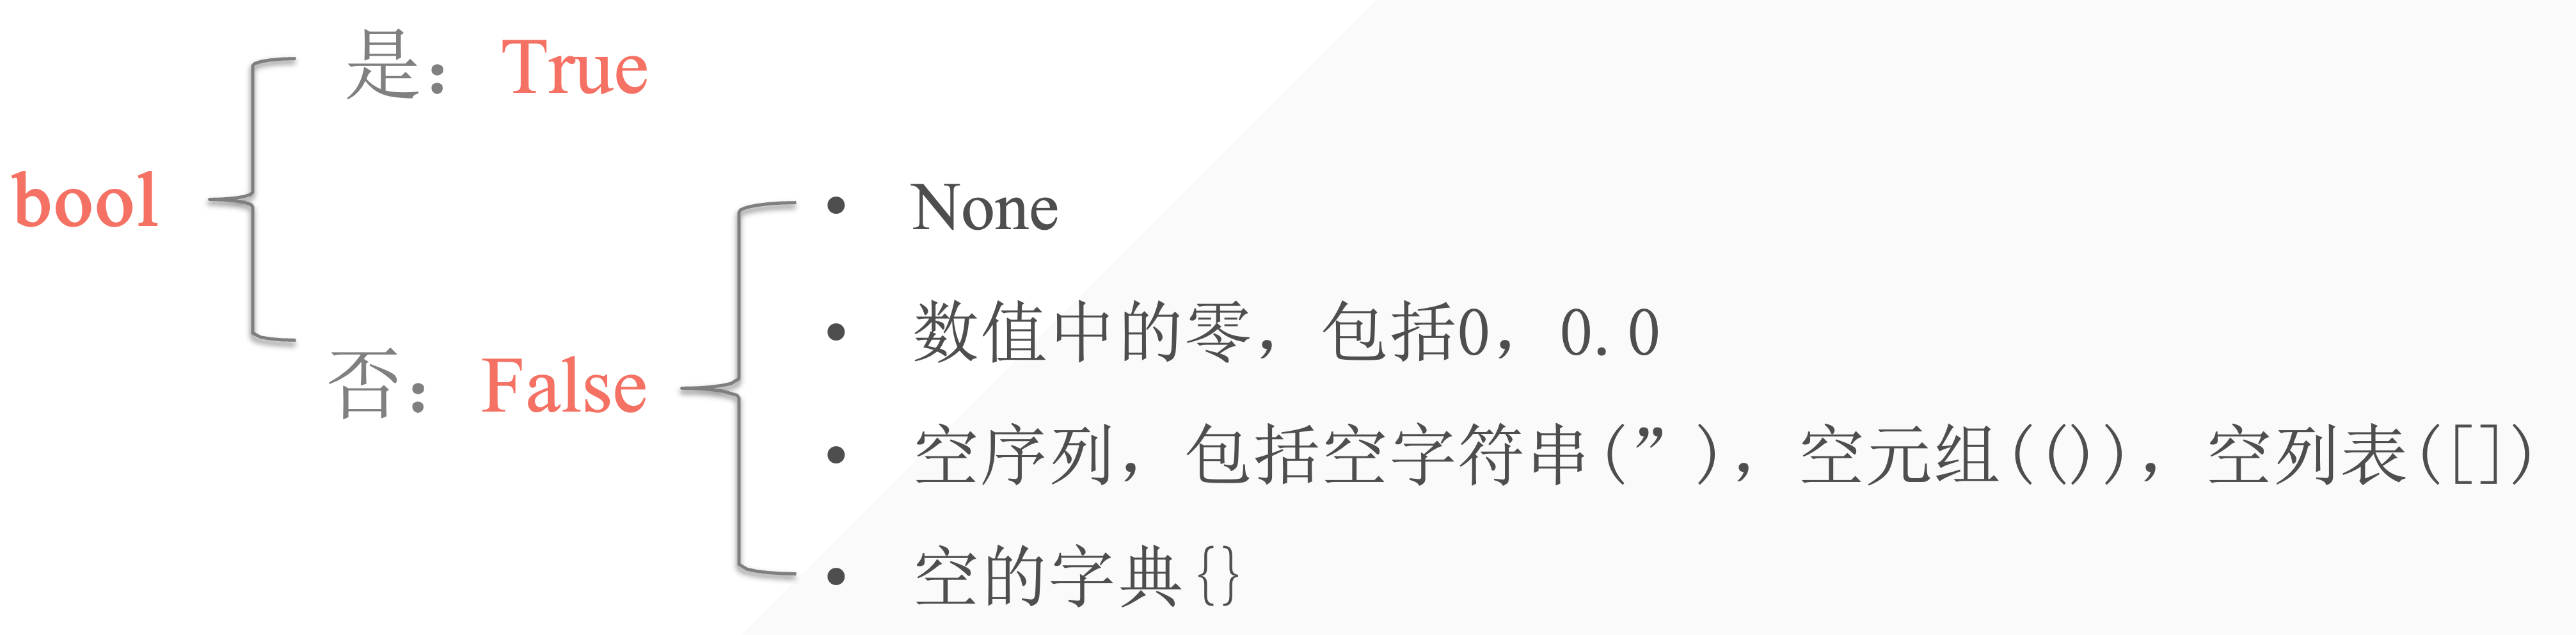 是：True
bool
否：False
• None
• 数值中的零，包括0，0.0
• 空序列，包括空字符串(”)，空元组(())，空列表([])
• 空的字典{}